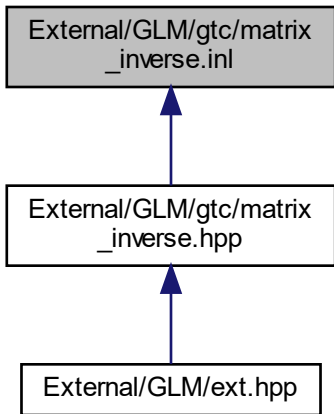 External/GLM/gtc/matrix
_inverse.inl
External/GLM/gtc/matrix
_inverse.hpp
External/GLM/ext.hpp